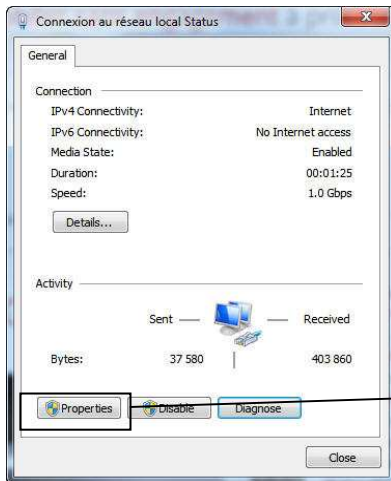 Connexion au réseau local Status
General
Connection
IPv4 Connectivity: Internet
IPv6 Connectivity: No Internet access
Media State: Enabled
Duration: 00:01:25
Speed: 1.0 Gbps
Details...
Activity
Sent Received
Bytes: 37 580 403 860
Properties Disable Diagnose
Close